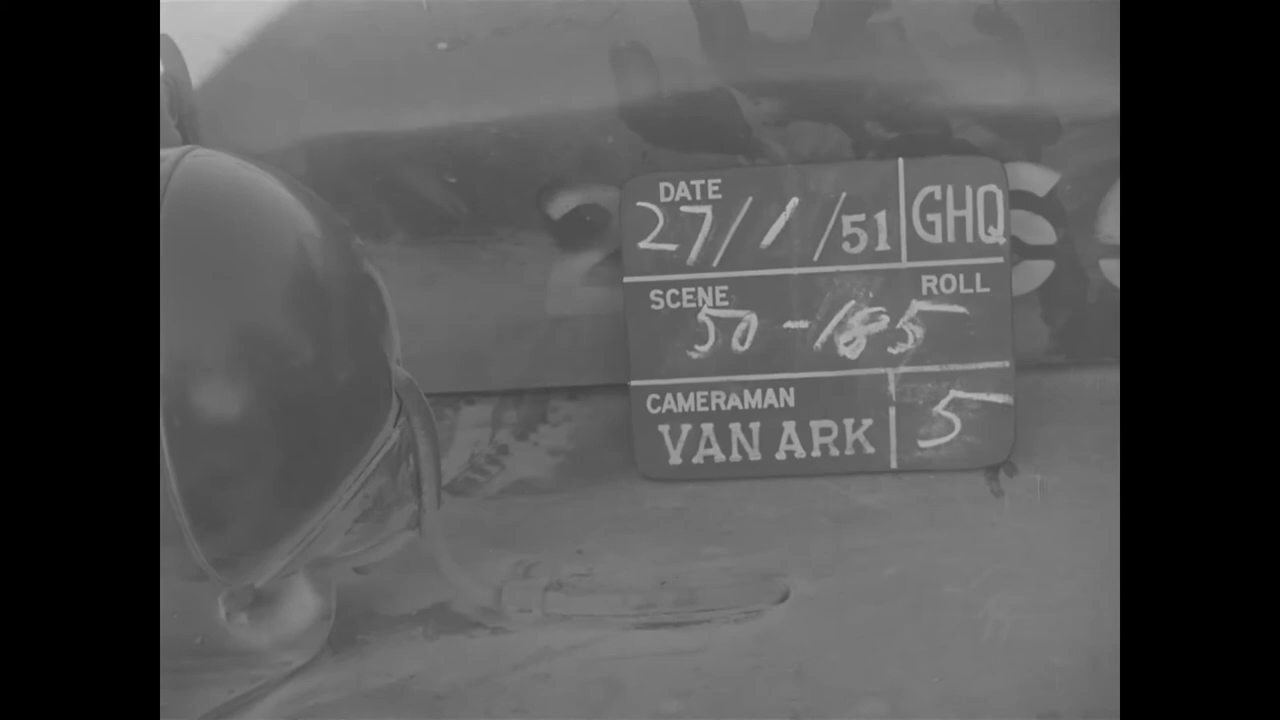 DATE
27/1/51 GHQ
SCENE ROLL
50-185
CAMERAMAN
VAN ARK 5